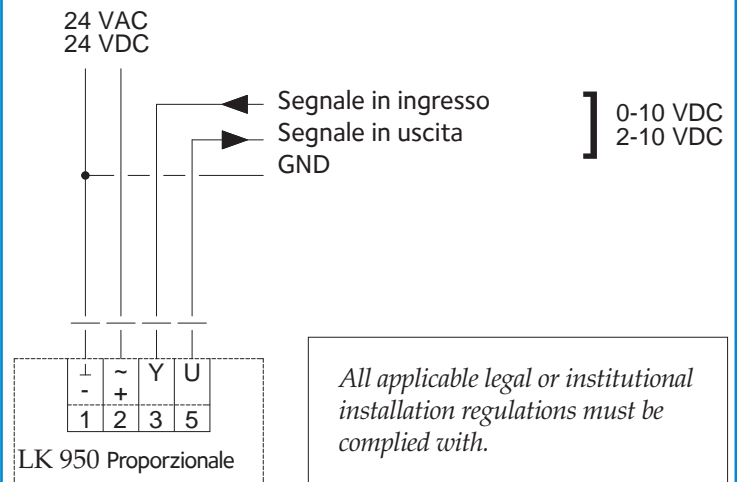 24 VAC
24 VDC
Segnale in ingresso
Segnale in uscita
GND
0-10 VDC
2-10 VDC
⊥ ~ Y U
- +
1 2 3 5
LK 950 Proporzionale
All applicable legal or institutional
installation regulations must be
complied with.